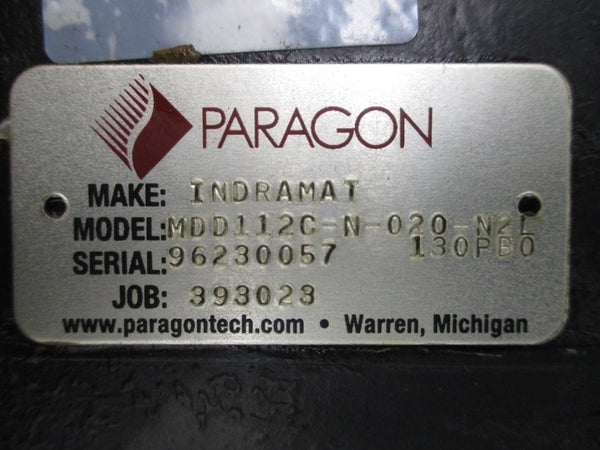 PARAGON
MAKE: INDRAMAT
MODEL: MDD112C-N-020-N2L
130PB0
SERIAL: 96230057
JOB: 393023
www.paragontech.com • Warren, Michigan